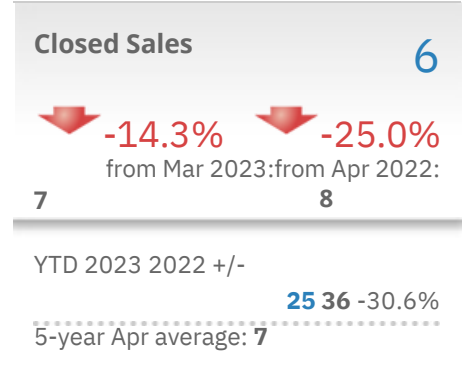 Closed Sales 6
-14.3% -25.0%
from Mar 2023:from Apr 2022:
7 8
YTD 2023 2022 +/-
25 36 -30.6%
5-year Apr average: 7